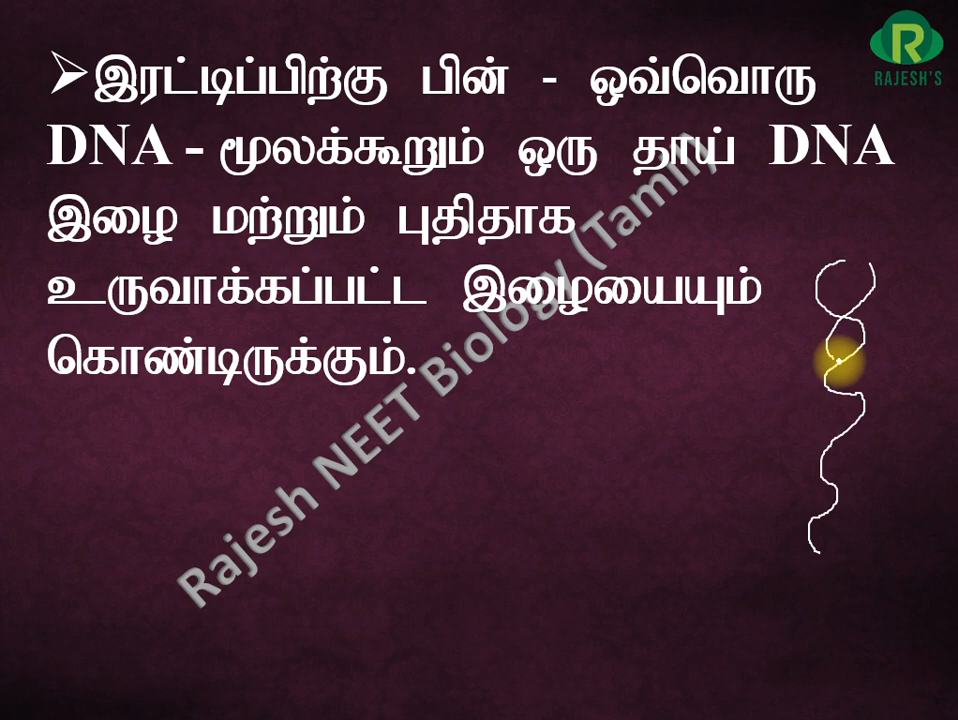 ➢இரட்டிப்பிற்கு பின் - ஒவ்வொரு
DNA - மூலக்கூறும் ஒரு தாய் DNA
இழை மற்றும் புதிதாக
உருவாக்கப்பட்ட இழையையும்
கொண்டிருக்கும்.
Rajesh NEET Biology (Tamil)
R
RAJESH'S